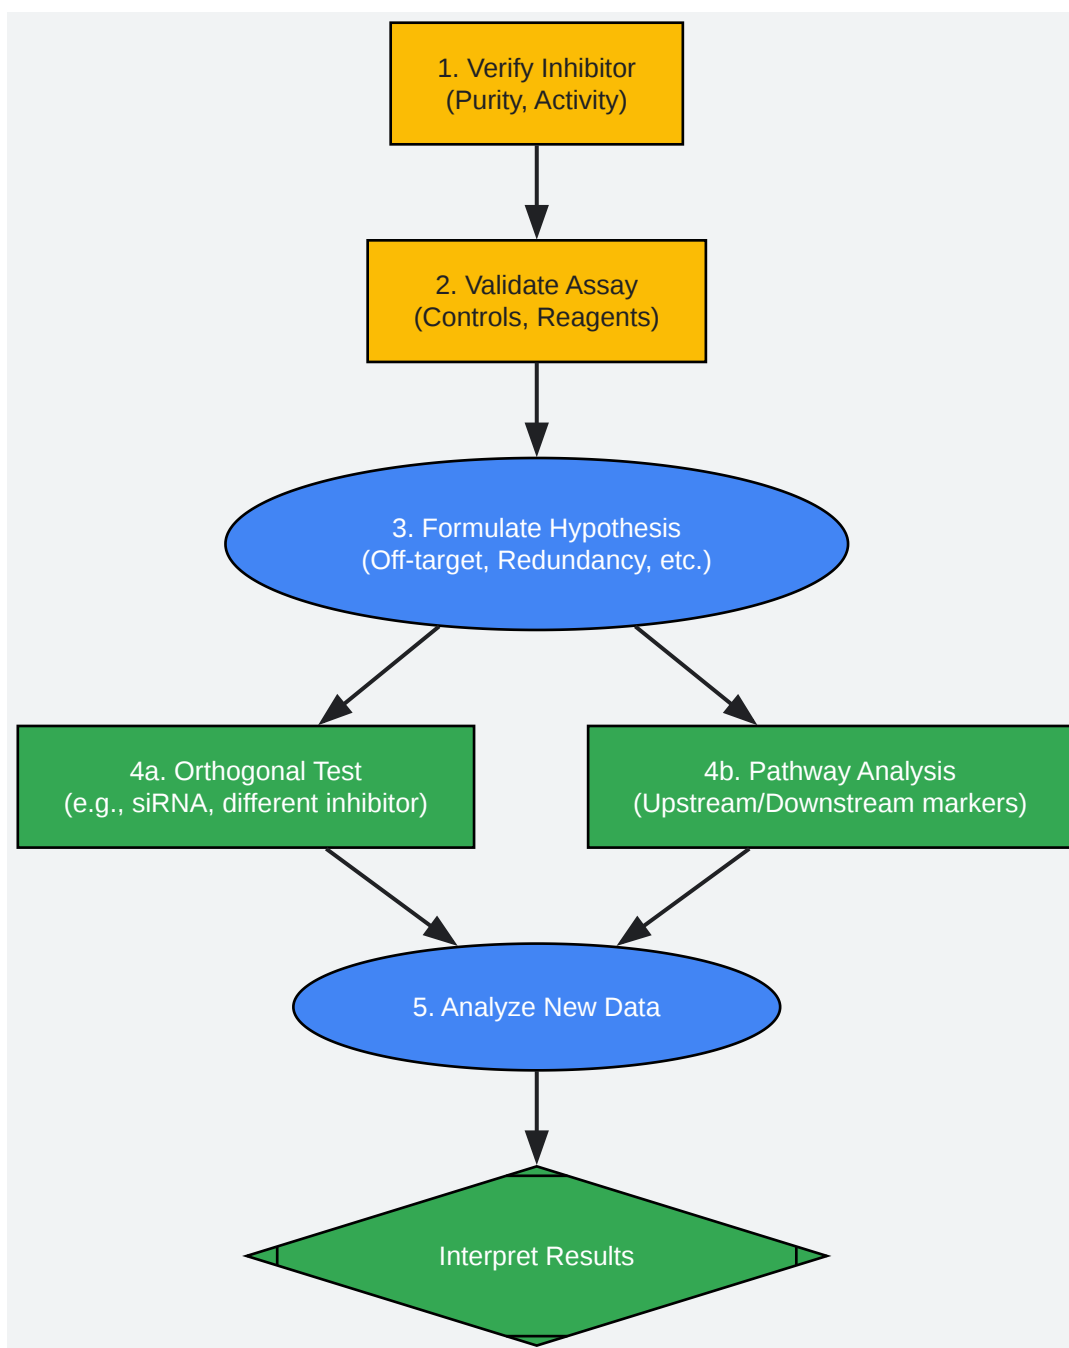 1. Verify Inhibitor
(Purity, Activity)
2. Validate Assay
(Controls, Reagents)
3. Formulate Hypothesis
(Off-target, Redundancy, etc.)
4a. Orthogonal Test
(e.g., siRNA, different inhibitor)
4b. Pathway Analysis
(Upstream/Downstream markers)
5. Analyze New Data
Interpret Results